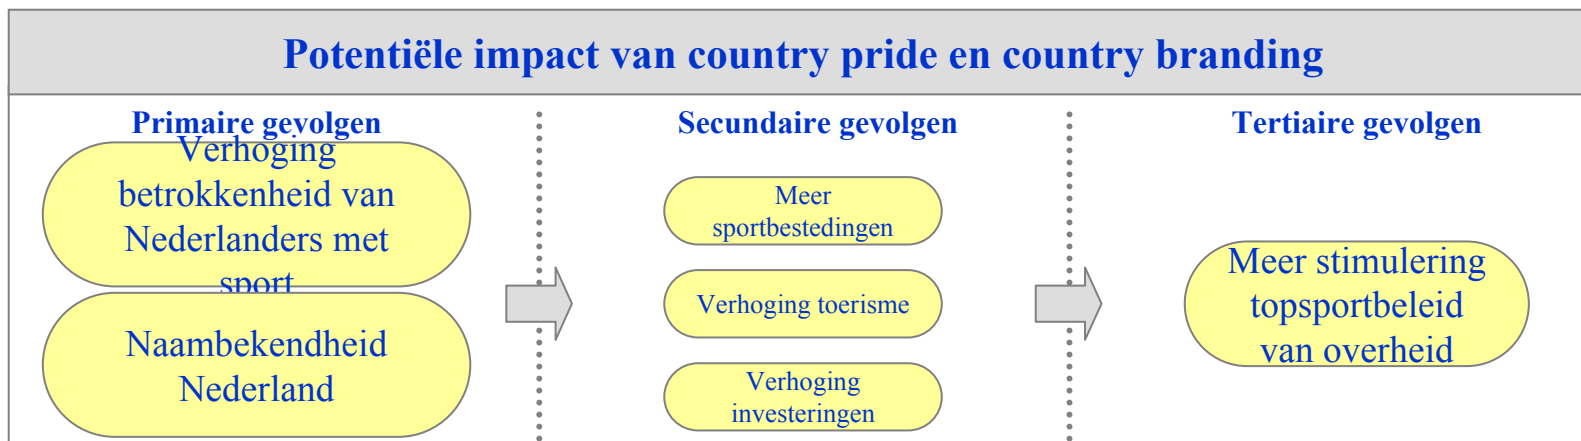 Potentiële impact van country pride en country branding
Primaire gevolgen
Verhoging
betrokkenheid van
Nederlanders met
sport
Naambekendheid
Nederland
Secundaire gevolgen
Meer
sportbestedingen
Verhoging toerisme
Verhoging
investeringen
Tertiaire gevolgen
Meer stimulering
topsportbeleid
van overheid